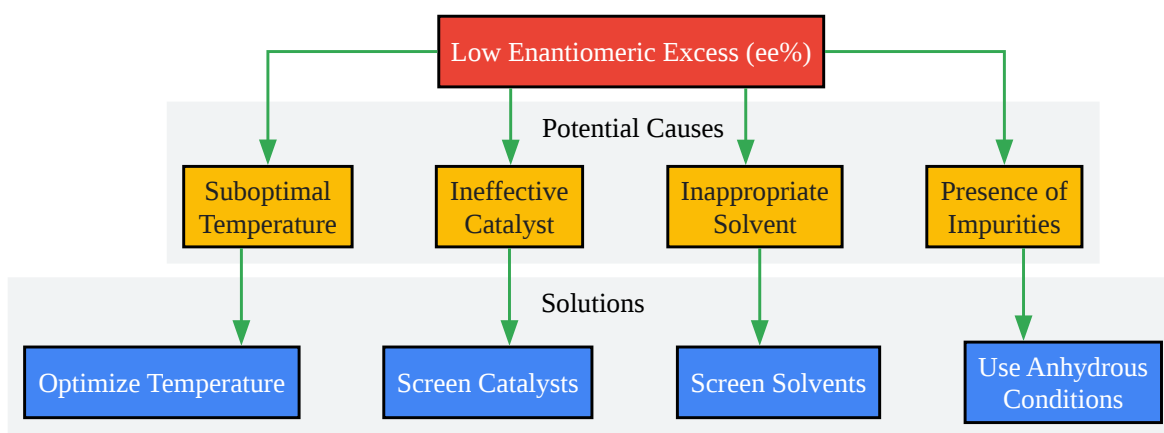 Low Enantiomeric Excess (ee%)
Potential Causes
Suboptimal
Temperature
Ineffective
Catalyst
Inappropriate
Solvent
Presence of
Impurities
Solutions
Optimize Temperature
Screen Catalysts
Screen Solvents
Use Anhydrous
Conditions